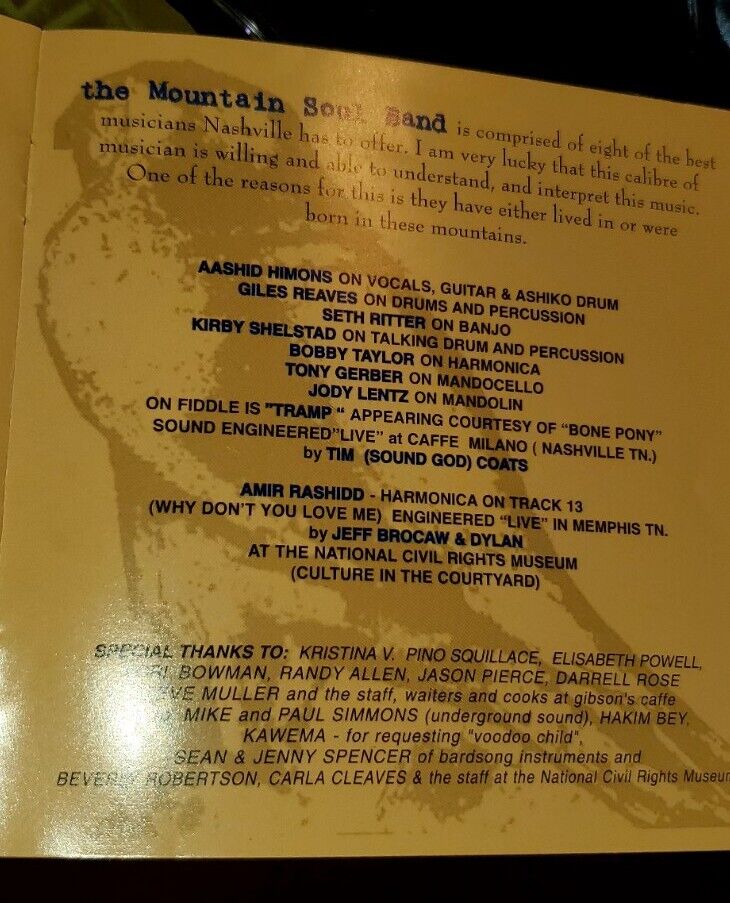 the Mountain Soul Band is comprised of eight of the best
musicians Nashville has to offer. I am very lucky that this calibre of
musician is willing and able to understand, and interpret this music.
One of the reasons for this is they have either lived in or were
born in these mountains.
AASHID HIMONS ON VOCALS, GUITAR & ASHIKO DRUM
GILES REAVES ON DRUMS AND PERCUSSION
SETH RITTER ON BANJO
KIRBY SHELSTAD ON TALKING DRUM AND PERCUSSION
BOBBY TAYLOR ON HARMONICA
TONY GERBER ON MANDOCELLO
JODY LENTZ ON MANDOLIN
ON FIDDLE IS "TRAMP " APPEARING COURTESY OF "BONE PONY"
SOUND ENGINEERED"LIVE" at CAFFE MILANO ( NASHVILLE TN.)
by TIM (SOUND GOD) COATS
AMIR RASHIDD - HARMONICA ON TRACK 13
(WHY DON'T YOU LOVE ME) ENGINEERED "LIVE" IN MEMPHIS TN.
by JEFF BROCAW & DYLAN
AT THE NATIONAL CIVIL RIGHTS MUSEUM
(CULTURE IN THE COURTYARD)
SPECIAL THANKS TO: KRISTINA V. PINO SQUILLACE, ELISABETH POWELL,
BOWMAN, RANDY ALLEN, JASON PIERCE, DARRELL ROSE
MULLER and the staff, waiters and cooks at gibson's caffe
MIKE and PAUL SIMMONS (underground sound), HAKIM BEY.
KAWEMA - for requesting "voodoo child",
SEAN & JENNY SPENCER of bardsong instruments and
BEVERLY ROBERTSON, CARLA CLEAVES & the staff at the National Civil Rights Museum